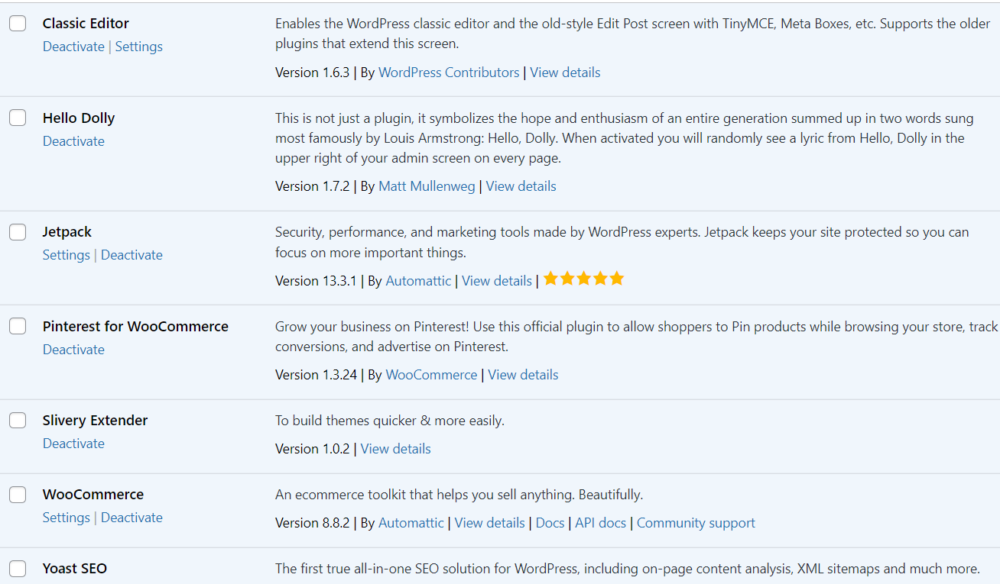 Classic Editor
Enables the WordPress classic editor and the old-style Edit Post screen with TinyMCE, Meta Boxes, etc. Supports the older
plugins that extend this screen.
Deactivate | Settings
Version 1.6.3 | By WordPress Contributors | View details
Hello Dolly
This is not just a plugin, it symbolizes the hope and enthusiasm of an entire generation summed up in two words sung
most famously by Louis Armstrong: Hello, Dolly. When activated you will randomly see a lyric from Hello, Dolly in the
upper right of your admin screen on every page.
Deactivate
Version 1.7.2 | By Matt Mullenweg | View details
Jetpack
Security, performance, and marketing tools made by WordPress experts. Jetpack keeps your site protected so you can
focus on more important things.
Settings | Deactivate
Version 13.3.1 | By Automattic | View details |
Pinterest for WooCommerce
Grow your business on Pinterest! Use this official plugin to allow shoppers to Pin products while browsing your store, track
conversions, and advertise on Pinterest.
Deactivate
Version 1.3.24 | By WooCommerce | View details
Slivery Extender
To build themes quicker & more easily.
Deactivate
Version 1.0.2 | View details
WooCommerce
An ecommerce toolkit that helps you sell anything. Beautifully.
Settings | Deactivate
Version 8.8.2 | By Automattic | View details | Docs | API docs | Community support
Yoast SEO
The first true all-in-one SEO solution for WordPress, including on-page content analysis, XML sitemaps and much more.